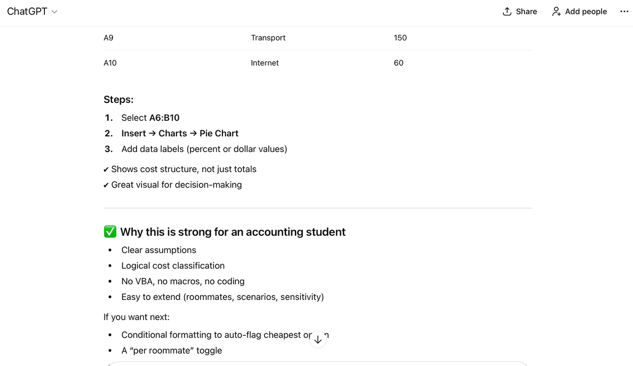 ChatGPT
Share
Add people
A9 Transport 150
A10 Internet 60
Steps:
1. Select A6:B10
2. Insert → Charts → Pie Chart
3. Add data labels (percent or dollar values)
✔ Shows cost structure, not just totals
✔ Great visual for decision-making
✅ Why this is strong for an accounting student
• Clear assumptions
• Logical cost classification
• No VBA, no macros, no coding
• Easy to extend (roommates, scenarios, sensitivity)
If you want next:
• Conditional formatting to auto-flag cheapest
• A “per roommate” toggle